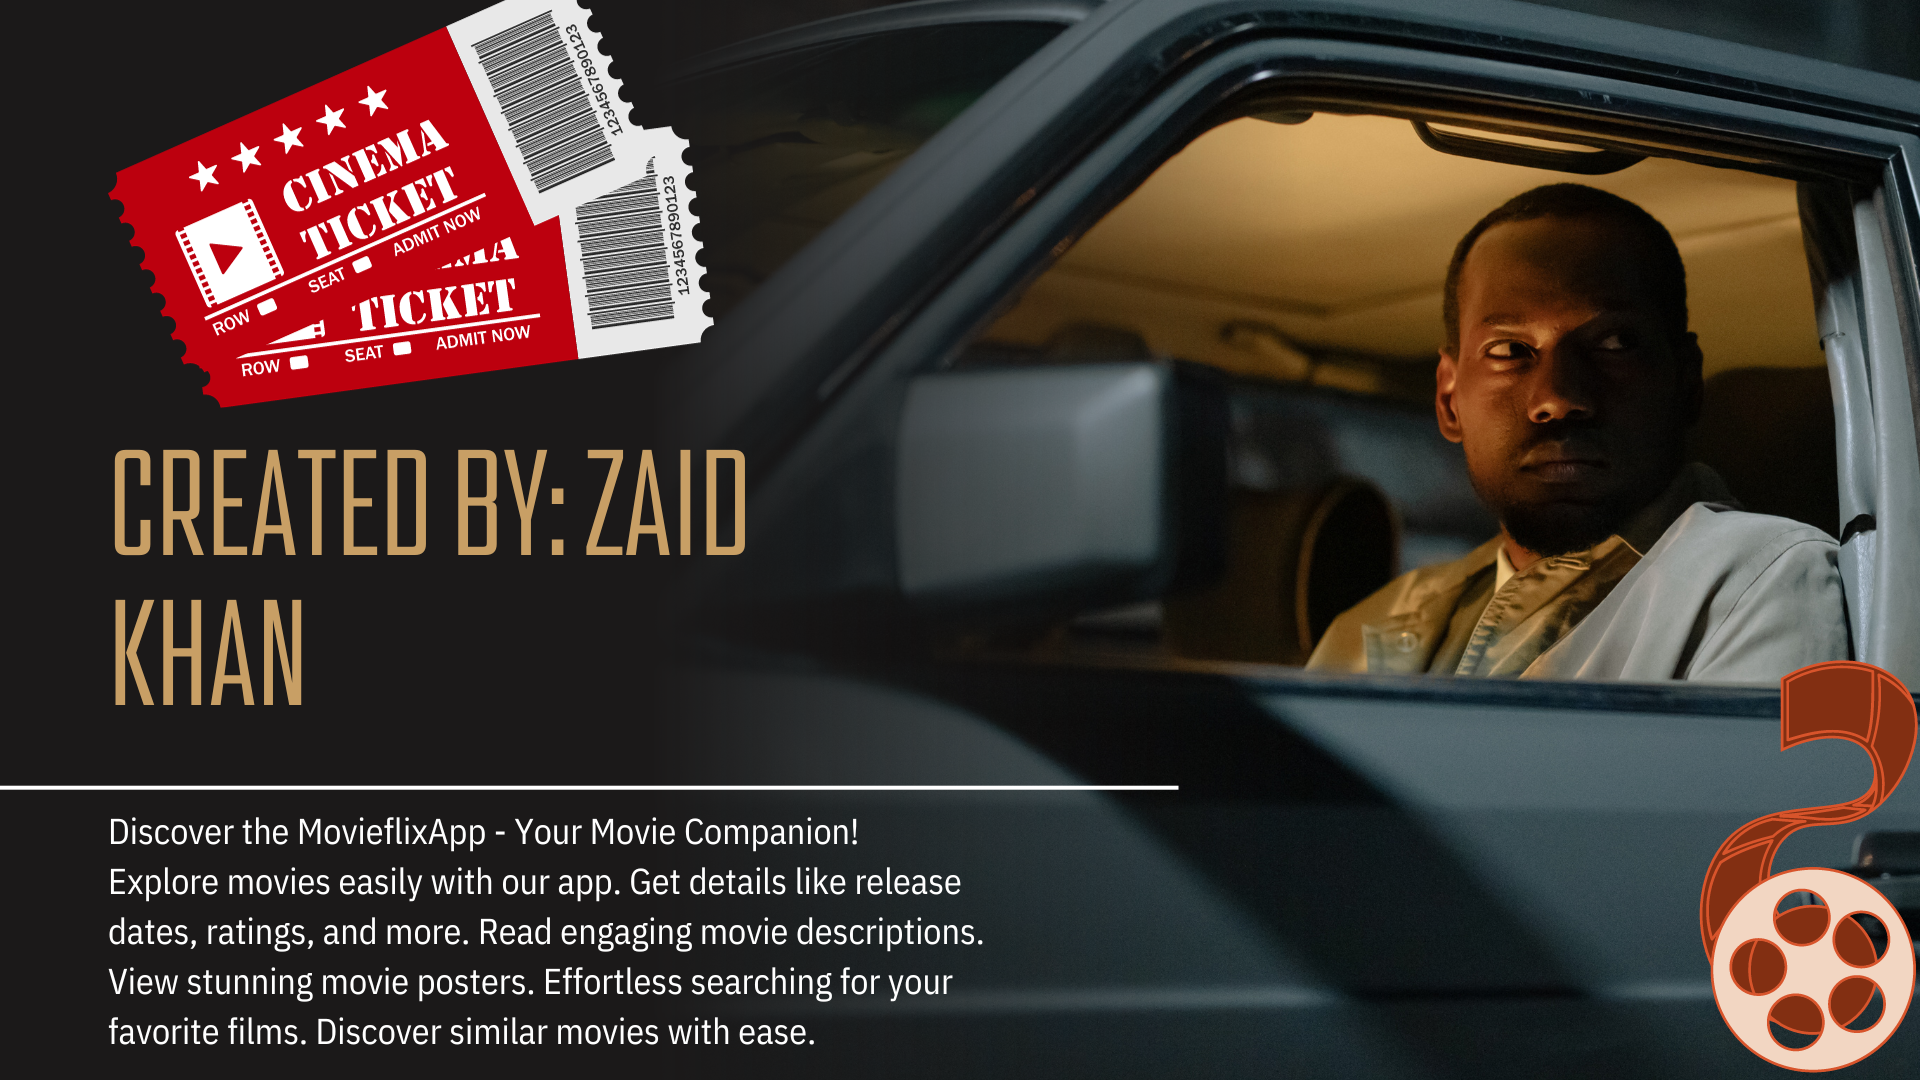 CINEMA
TICKET
ROW SEAT ADMIT NOW
1234567890123
MA
TICKET
ROW SEAT ADMIT NOW
1234567890123
CREATED BY: ZAID
KHAN
Discover the MovieflixApp - Your Movie Companion!
Explore movies easily with our app. Get details like release
dates, ratings, and more. Read engaging movie descriptions.
View stunning movie posters. Effortless searching for your
favorite films. Discover similar movies with ease.